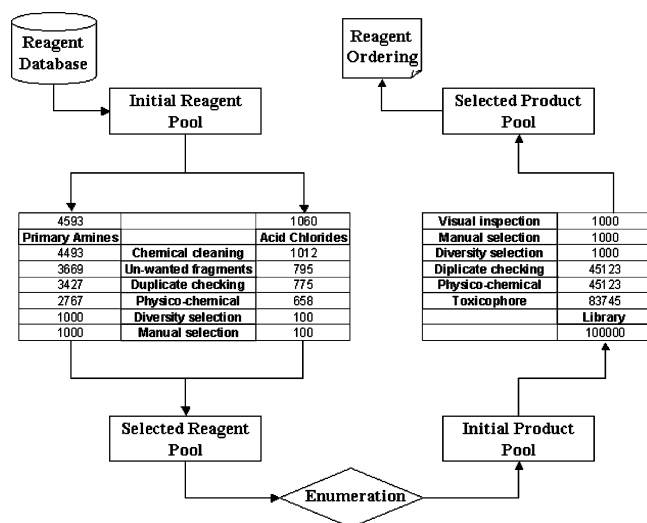 Reagent
Database
Initial Reagent
Pool
4593 1060
Primary Amines Acid Chlorides
4493 Chemical cleaning 1012
3669 Un-wanted fragments 795
3427 Duplicate checking 775
2767 Physico-chemical 658
1000 Diversity selection 100
1000 Manual selection 100
Selected Reagent
Pool
Enumeration
Initial Product
Pool
Visual inspection 1000
Manual selection 1000
Diversity selection 1000
Diplicate checking 45123
Physico-chemical 45123
Toxicophore 83745
Library
100000
Selected Product
Pool
Reagent
Ordering